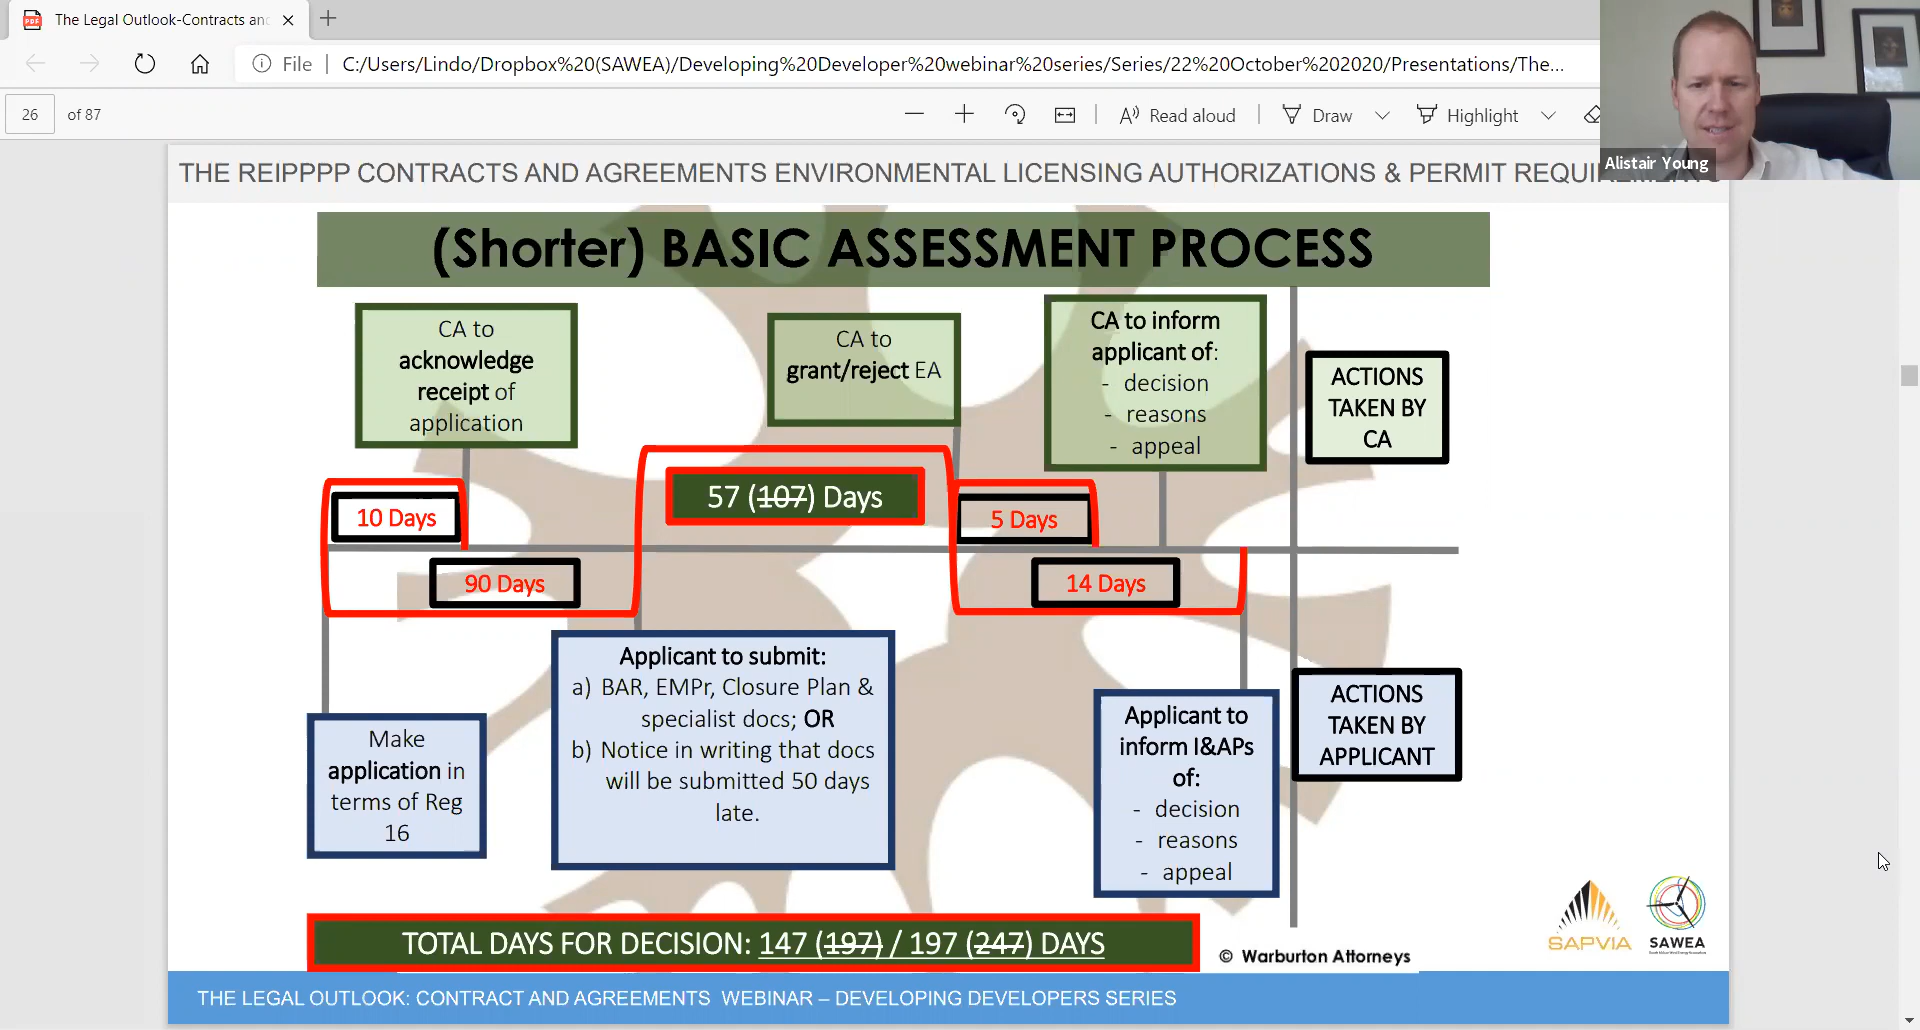 The Legal Outlook-Contracts and
File
C:/Users/Lindo/Dropbox%20(SAWEA)/Developing%20Developer%20webinar%20series/Series/22%20October%202020/Presentations/The...
26 of 87
Read aloud
Draw
Highlight
Alistair Young
THE REIPPPP CONTRACTS AND AGREEMENTS ENVIRONMENTAL LICENSING AUTHORIZATIONS & PERMIT REQUIREMENTS
(Shorter) BASIC ASSESSMENT PROCESS
CA to
acknowledge
receipt of
application
CA to
grant/reject EA
CA to inform
applicant of:
- decision
- reasons
- appeal
ACTIONS
TAKEN BY
CA
10 Days
57 (107) Days
5 Days
90 Days
14 Days
Make
application in
terms of Reg
16
Applicant to submit:
a) BAR, EMPr, Closure Plan &
specialist docs; OR
b) Notice in writing that docs
will be submitted 50 days
late.
Applicant to
inform I&APs
of:
- decision
- reasons
- appeal
ACTIONS
TAKEN BY
APPLICANT
TOTAL DAYS FOR DECISION: 147 (197) / 197 (247) DAYS
© Warburton Attorneys
SAPVIA
SAWEA
THE LEGAL OUTLOOK: CONTRACT AND AGREEMENTS WEBINAR – DEVELOPING DEVELOPERS SERIES